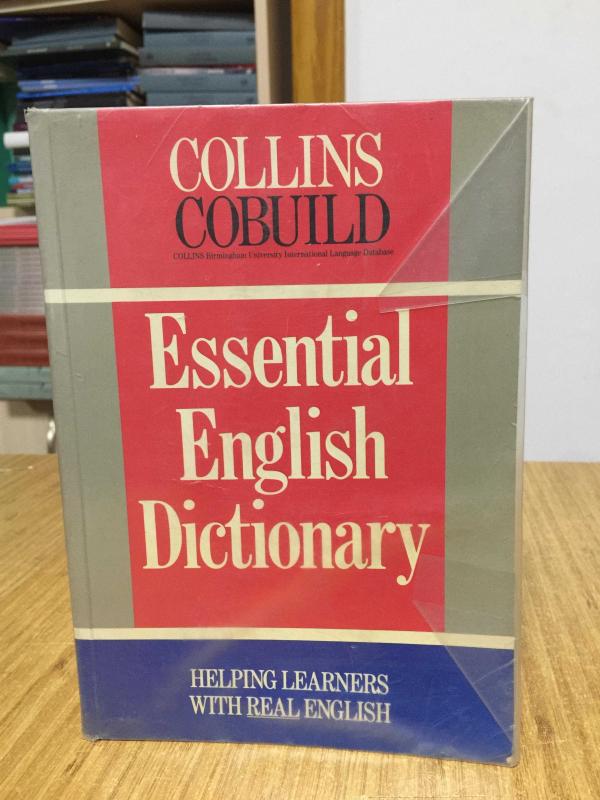 COLLINS
COBUILD
COLLINS Birmingham University International Language Database
Essential
English
Dictionary
HELPING LEARNERS
WITH REAL ENGLISH